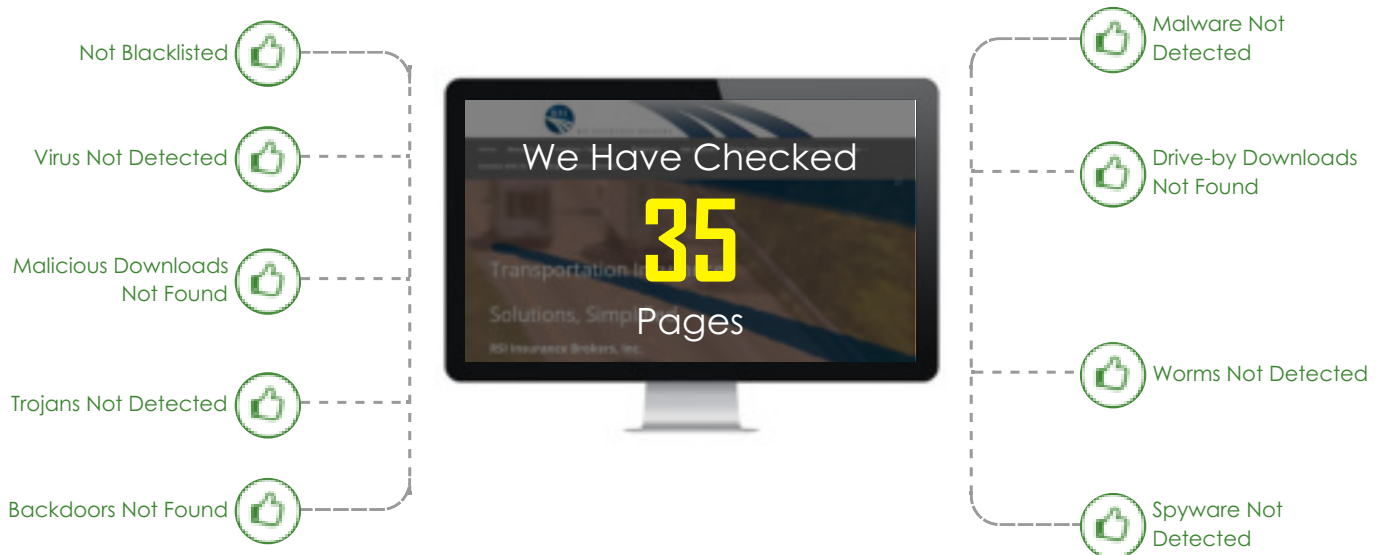 Not Blacklisted
Virus Not Detected
Malicious Downloads
Not Found
Trojans Not Detected
Backdoors Not Found
We Have Checked
35
Pages
Transportation
Solutions,
RSI Insurance Brokers, Inc.
Malware Not
Detected
Drive-by Downloads
Not Found
Worms Not Detected
Spyware Not
Detected